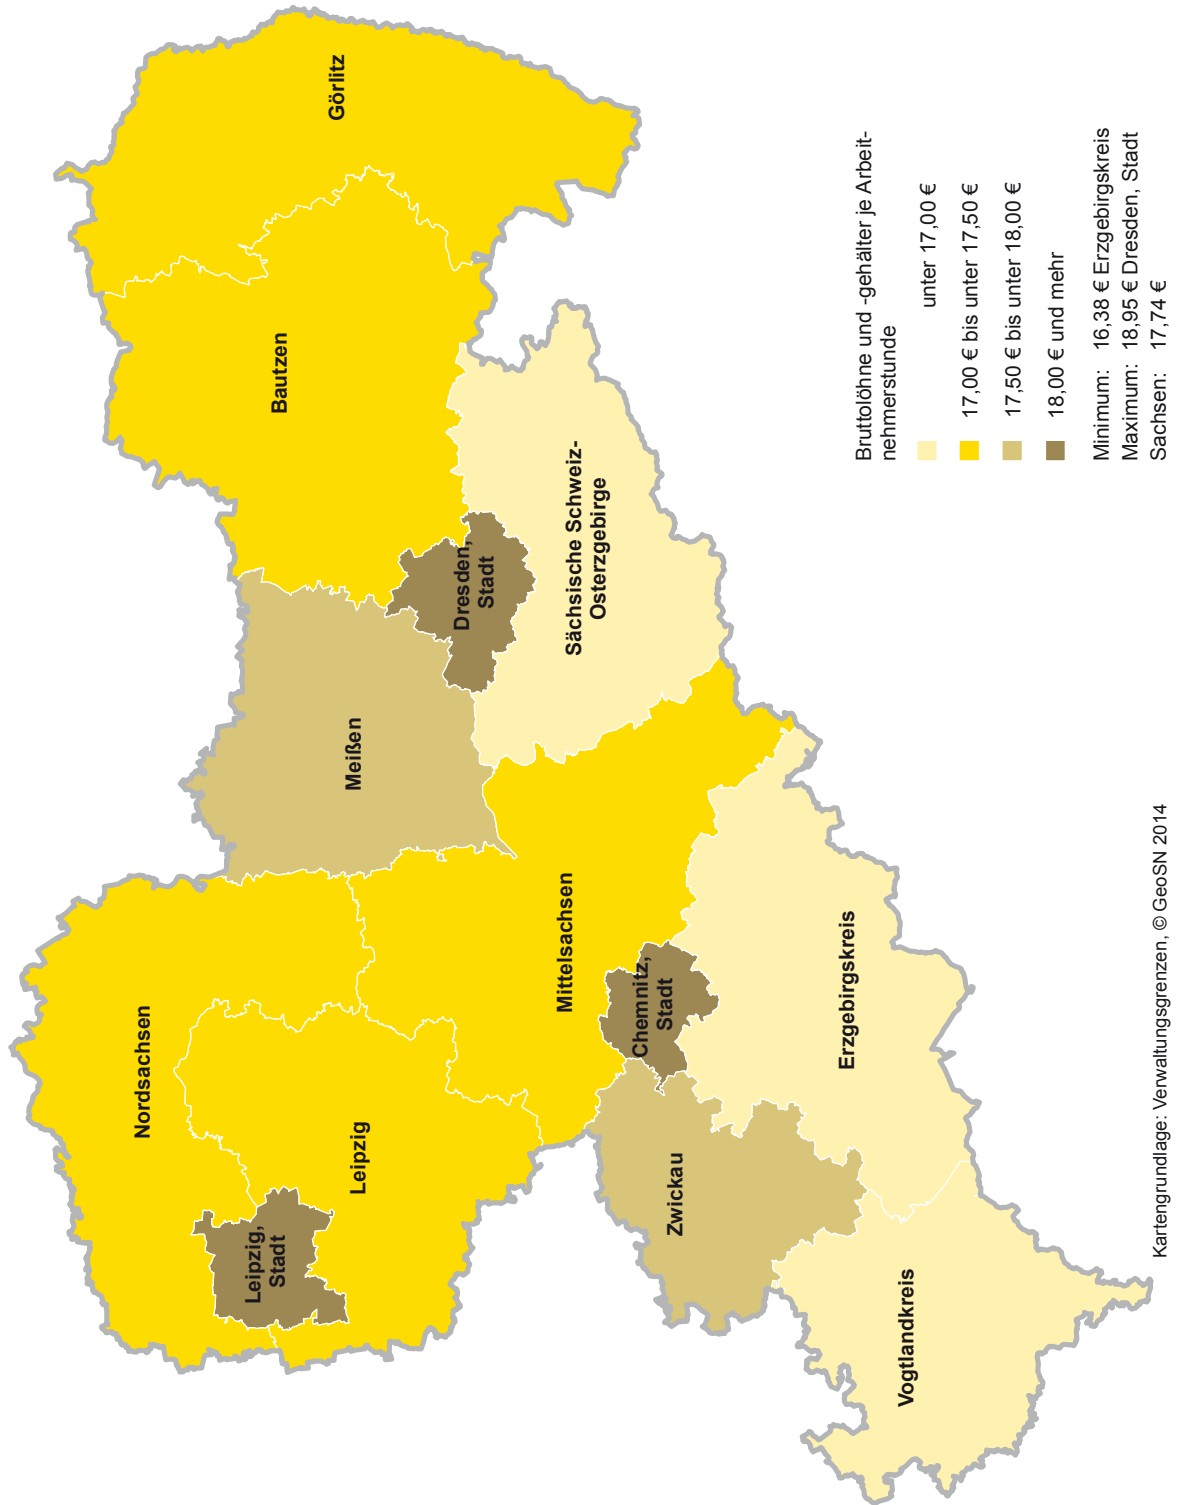 Nordsachsen
Leipzig,
Stadt
Leipzig
Meißen
Bautzen
Görlitz
Dresden,
Stadt
Mittelsachsen
Sächsische Schweiz-
Osterzgebirge
Chemnitz,
Stadt
Zwickau
Erzgebirgskreis
Vogtlandkreis
Bruttolöhne und -gehälter je Arbeit-
nehmerstunde
unter 17,00 €
17,00 € bis unter 17,50 €
17,50 € bis unter 18,00 €
18,00 € und mehr
Minimum: 16,38 € Erzgebirgskreis
Maximum: 18,95 € Dresden, Stadt
Sachsen: 17,74 €
Kartengrundlage: Verwaltungsgrenzen, © GeoSN 2014